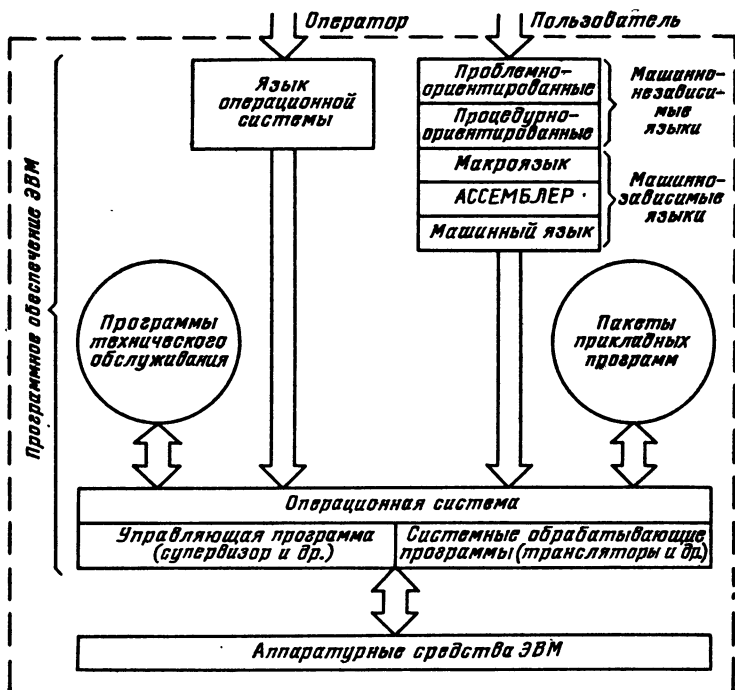 Оператор
Пользователь
Язык
операционной
системы
Проблемно-
ориентированные
Процедурно-
ориентированные
Макроязык
АССЕМБЛЕР
Машинный язык
Машинно-
независи-
мые
языки
Машинно-
зависимые
языки
Программное обеспечение ЭВМ
Программы
технического
обслуживания
Пакеты
прикладных
программ
Операционная система
Управляющая программа
(супервизор и др.)
Системные обрабатывающие
программы (трансляторы и др.)
Аппаратурные средства ЭВМ